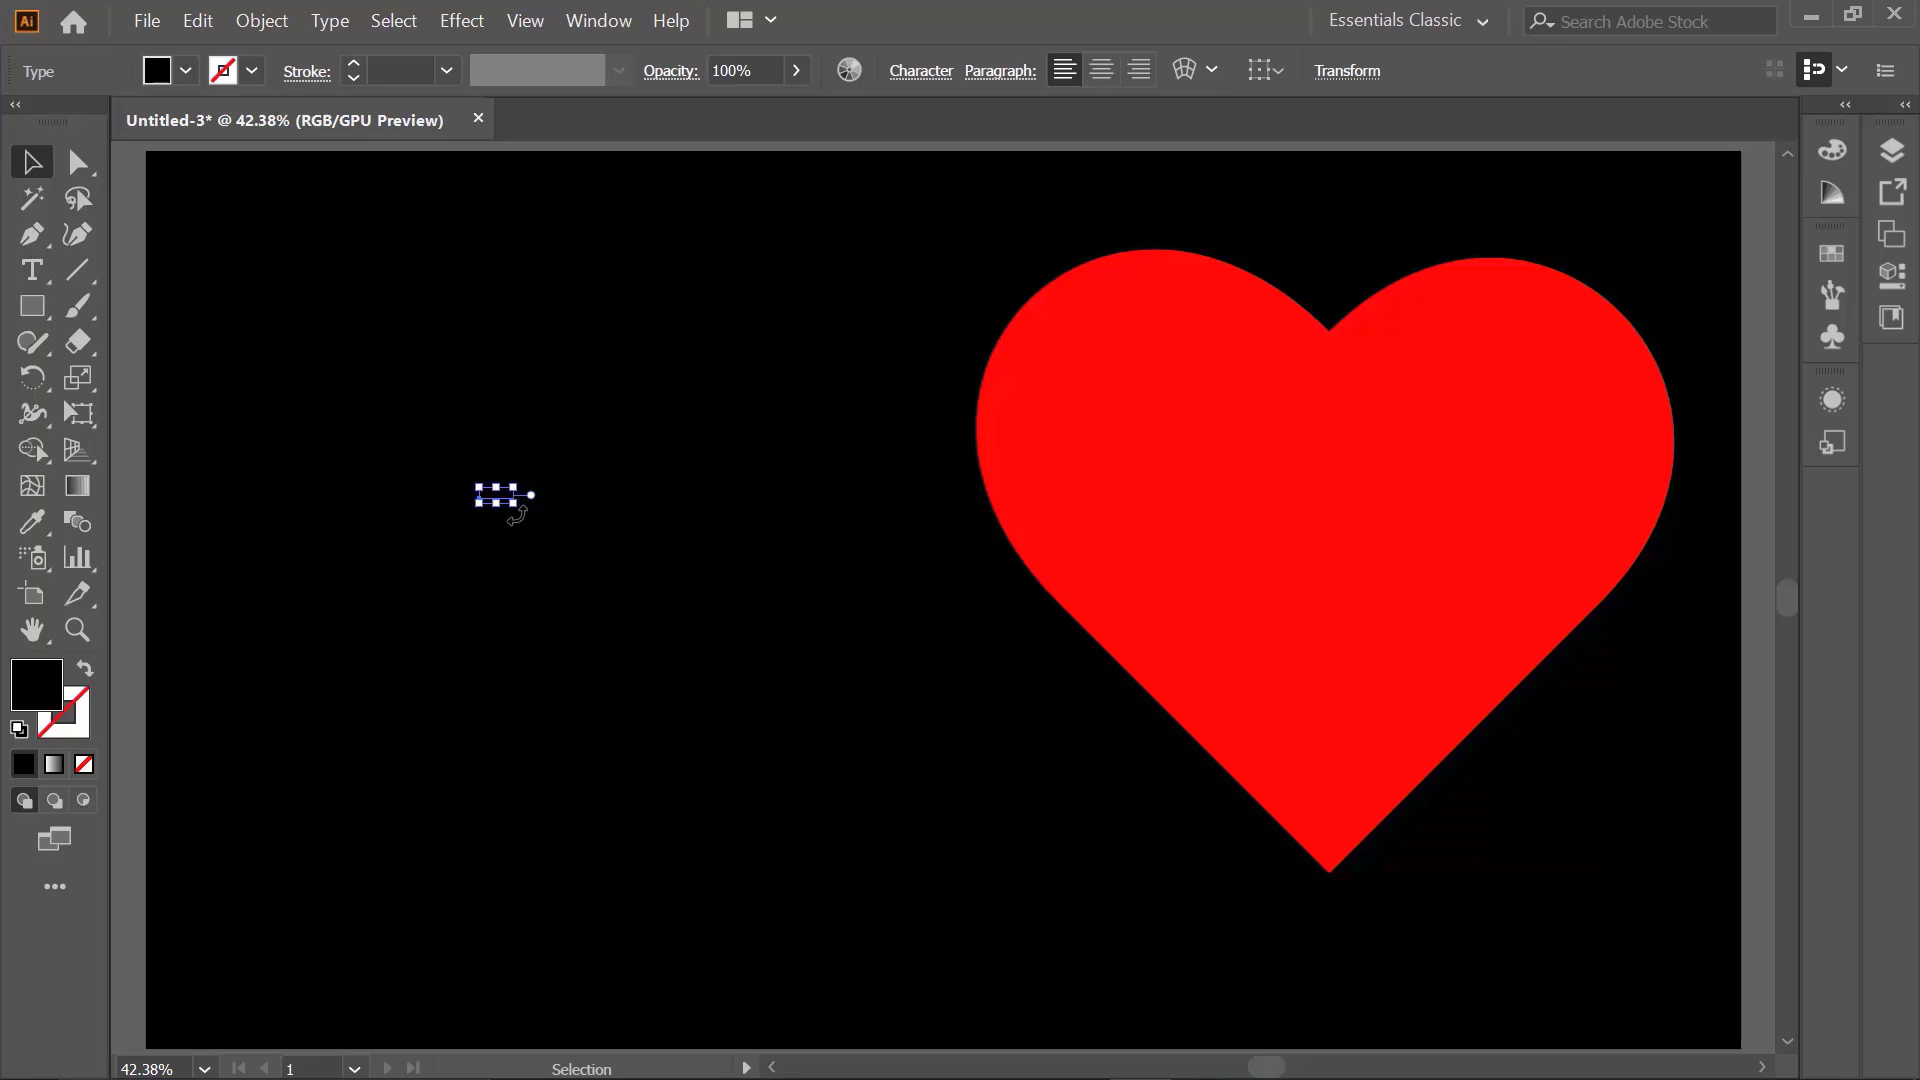 Ai File Edit Object Type Select Effect View Window Help Essentials Classic Search Adobe Stock
Type Stroke: Opacity: 100% Character Paragraph: Transform
Untitled-3* @ 42.38% (RGB/GPU Preview)
T
42.38% 1 Selection